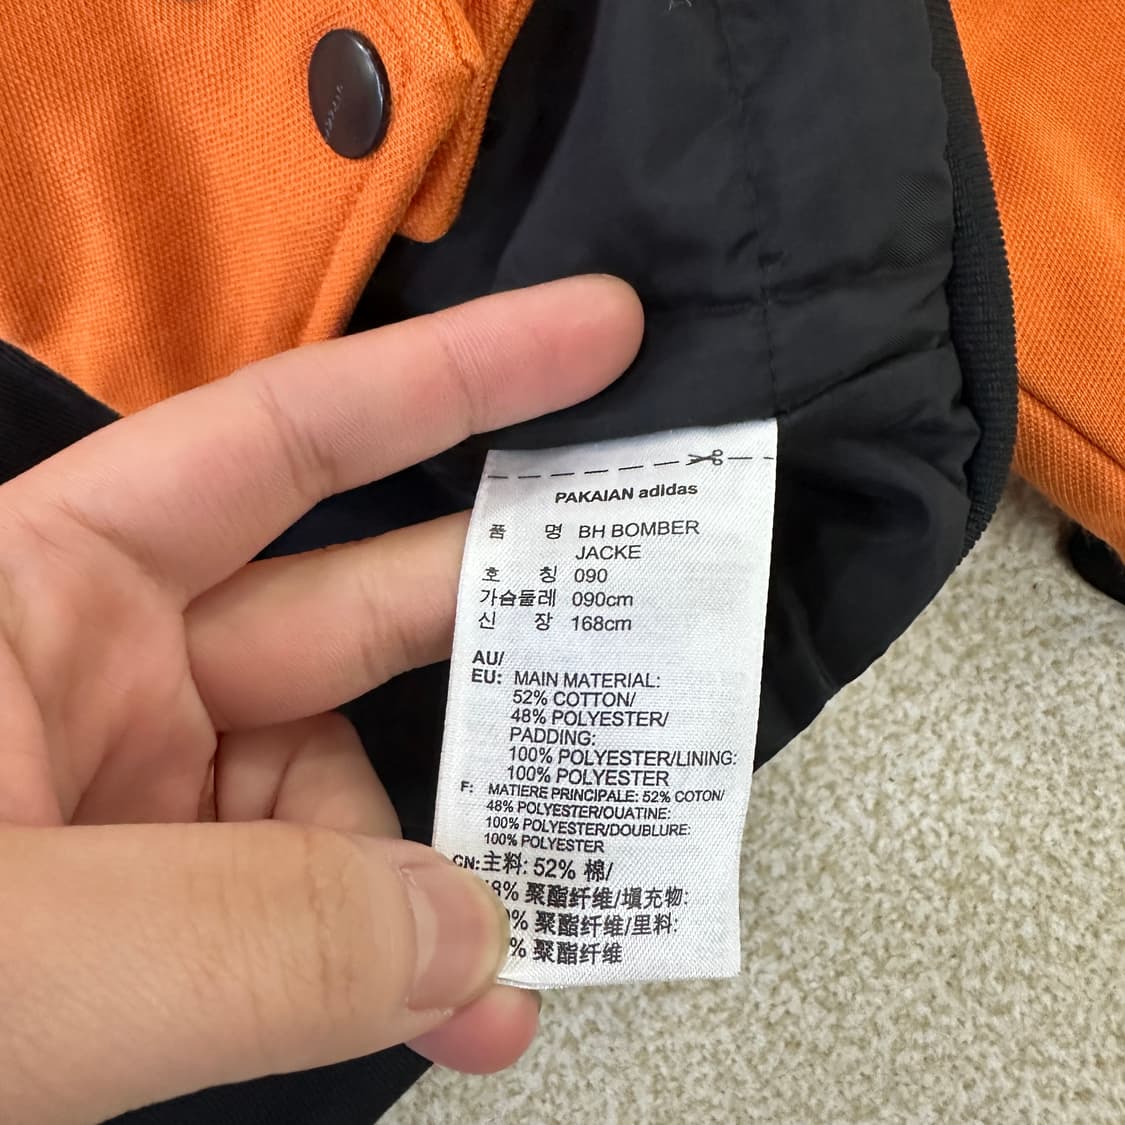 PAKAIAN adidas
품 명 BH BOMBER
JACKE
호 칭 090
가슴둘레 090cm
신 장 168cm
AU/
EU: MAIN MATERIAL:
52% COTTON/
48% POLYESTER/
PADDING:
100% POLYESTER/LINING:
100% POLYESTER
F: MATIERE PRINCIPALE: 52% COTON/
48% POLYESTER/OUATINE:
100% POLYESTER/DOUBLURE:
100% POLYESTER
CN:主料: 52% 棉/
8% 聚酯纤维/填充物:
% 聚酯纤维/里料:
% 聚酯纤维